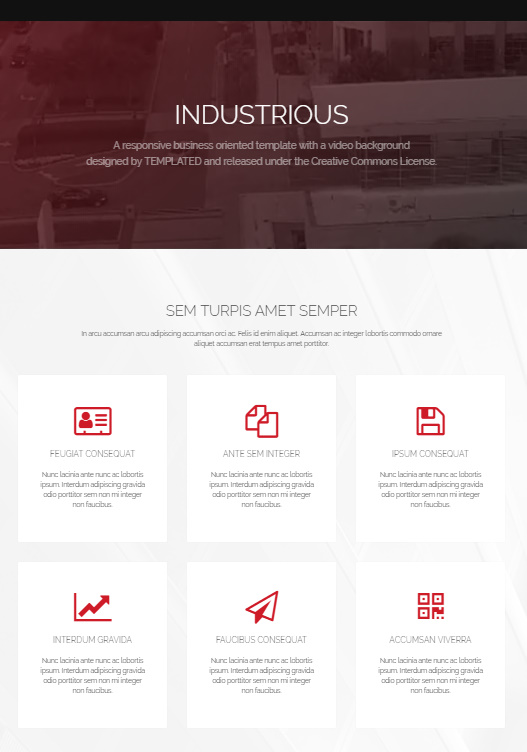 INDUSTRIOUS
A responsive business oriented template with a video background
designed by TEMPLATED and released under the Creative Commons License.
SEM TURPIS AMET SEMPER
In arcu accumsan arcu adipiscing accumsan orci ac. Felis id enim aliquet. Accumsan ac integer lobortis commodo ornare
aliquet accumsan erat tempus amet porttitor.
FEUGIAT CONSEQUAT
Nunc lacinia ante nunc ac lobortis
ipsum. Interdum adipiscing gravida
odio porttitor sem non mi integer
non faucibus.
ANTE SEM INTEGER
Nunc lacinia ante nunc ac lobortis
ipsum. Interdum adipiscing gravida
odio porttitor sem non mi integer
non faucibus.
IPSUM CONSEQUAT
Nunc lacinia ante nunc ac lobortis
ipsum. Interdum adipiscing gravida
odio porttitor sem non mi integer
non faucibus.
INTERDUM GRAVIDA
Nunc lacinia ante nunc ac lobortis
ipsum. Interdum adipiscing gravida
odio porttitor sem non mi integer
non faucibus.
FAUCIBUS CONSEQUAT
Nunc lacinia ante nunc ac lobortis
ipsum. Interdum adipiscing gravida
odio porttitor sem non mi integer
non faucibus.
ACCUMSAN VIVERRA
Nunc lacinia ante nunc ac lobortis
ipsum. Interdum adipiscing gravida
odio porttitor sem non mi integer
non faucibus.